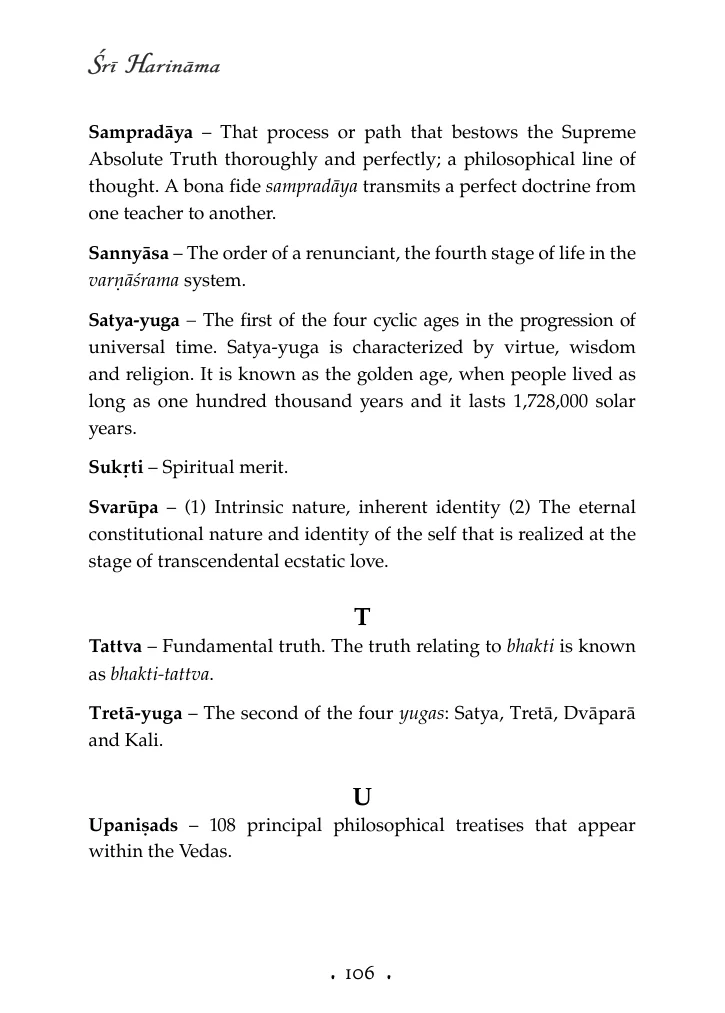 Śrī Harināma
Sampradāya – That process or path that bestows the Supreme
Absolute Truth thoroughly and perfectly; a philosophical line of
thought. A bona fide sampradāya transmits a perfect doctrine from
one teacher to another.
Sannyāsa – The order of a renunciant, the fourth stage of life in the
varṇāśrama system.
Satya-yuga – The first of the four cyclic ages in the progression of
universal time. Satya-yuga is characterized by virtue, wisdom
and religion. It is known as the golden age, when people lived as
long as one hundred thousand years and it lasts 1,728,000 solar
years.
Sukṛti – Spiritual merit.
Svarūpa – (1) Intrinsic nature, inherent identity (2) The eternal
constitutional nature and identity of the self that is realized at the
stage of transcendental ecstatic love.
T
Tattva – Fundamental truth. The truth relating to bhakti is known
as bhakti-tattva.
Tretā-yuga – The second of the four yugas: Satya, Tretā, Dvāparā
and Kali.
U
Upaniṣads – 108 principal philosophical treatises that appear
within the Vedas.
• 106 •